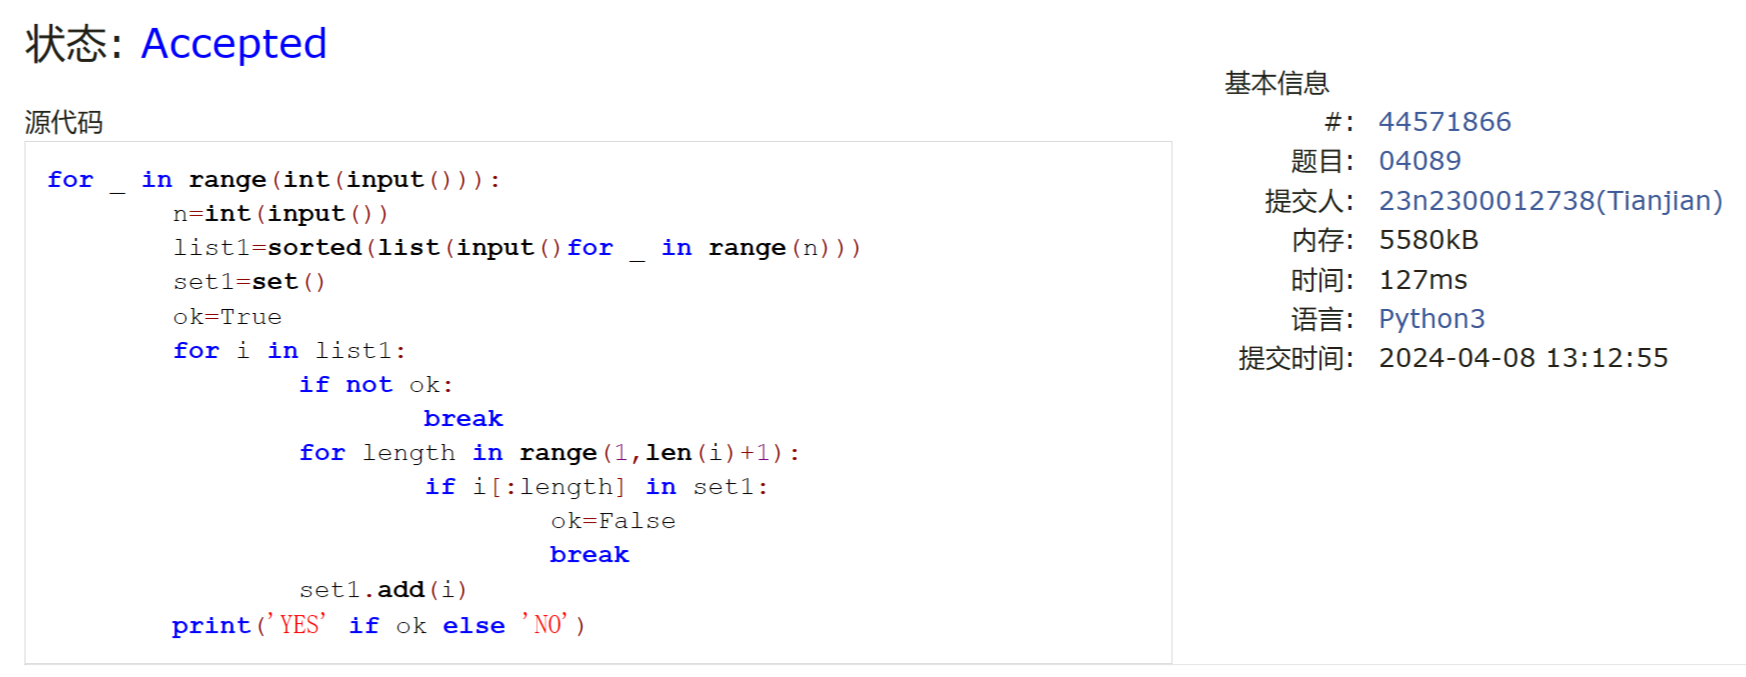 状态: Accepted
源代码
for _ in range(int(input())):
        n=int(input())
        list1=sorted(list(input()for _ in range(n)))
        set1=set()
        ok=True
        for i in list1:
                if not ok:
                        break
                for length in range(1,len(i)+1):
                        if i[:length] in set1:
                                ok=False
                                break
                set1.add(i)
        print('YES' if ok else 'NO')
基本信息
#: 44571866
题目: 04089
提交人: 23n2300012738(Tianjian)
内存: 5580kB
时间: 127ms
语言: Python3
提交时间: 2024-04-08 13:12:55